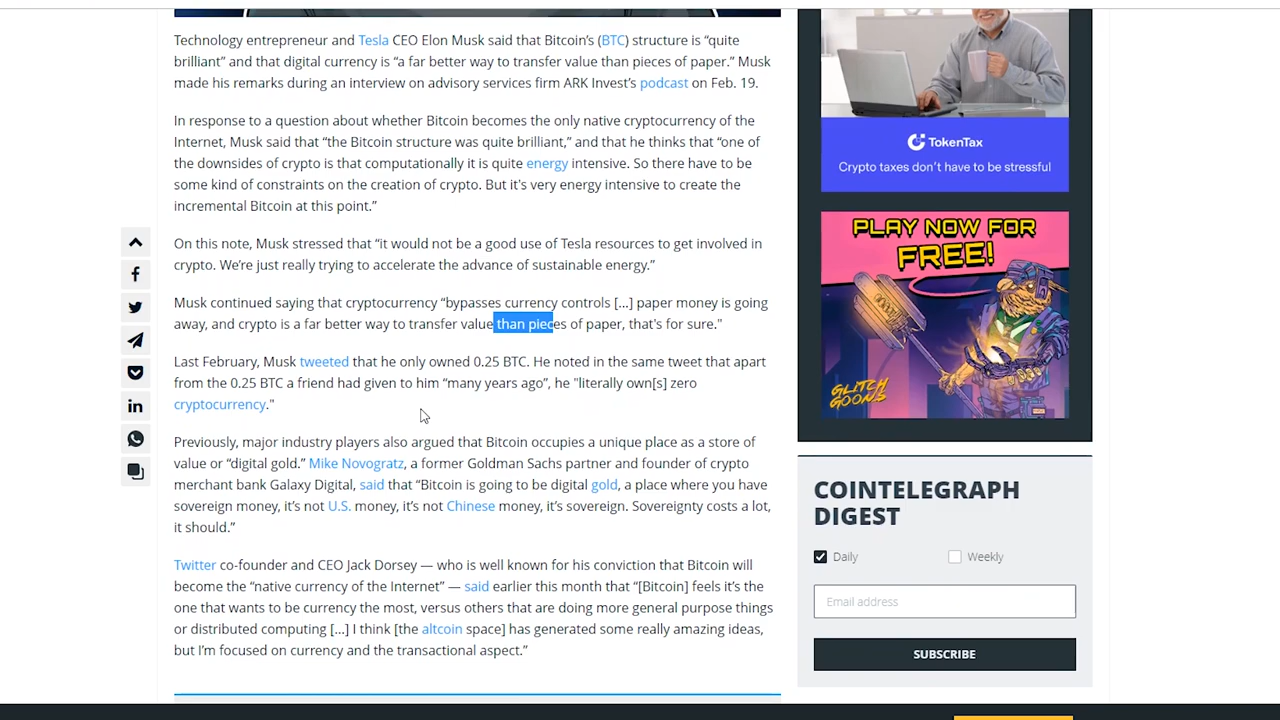 Technology entrepreneur and Tesla CEO Elon Musk said that Bitcoin's (BTC) structure is “quite
brilliant” and that digital currency is “a far better way to transfer value than pieces of paper.” Musk
made his remarks during an interview on advisory services firm ARK Invest's podcast on Feb. 19.
In response to a question about whether Bitcoin becomes the only native cryptocurrency of the
Internet, Musk said that “the Bitcoin structure was quite brilliant,” and that he thinks that “one of
the downsides of crypto is that computationally it is quite energy intensive. So there have to be
some kind of constraints on the creation of crypto. But it's very energy intensive to create the
incremental Bitcoin at this point.”
On this note, Musk stressed that “it would not be a good use of Tesla resources to get involved in
crypto. We're just really trying to accelerate the advance of sustainable energy.”
Musk continued saying that cryptocurrency “bypasses currency controls [...] paper money is going
away, and crypto is a far better way to transfer value than pieces of paper, that's for sure."
Last February, Musk tweeted that he only owned 0.25 BTC. He noted in the same tweet that apart
from the 0.25 BTC a friend had given to him “many years ago”, he "literally own[s] zero
cryptocurrency."
Previously, major industry players also argued that Bitcoin occupies a unique place as a store of
value or “digital gold.” Mike Novogratz, a former Goldman Sachs partner and founder of crypto
merchant bank Galaxy Digital, said that “Bitcoin is going to be digital gold, a place where you have
sovereign money, it's not U.S. money, it's not Chinese money, it's sovereign. Sovereignty costs a lot,
it should.”
Twitter co-founder and CEO Jack Dorsey — who is well known for his conviction that Bitcoin will
become the “native currency of the Internet” — said earlier this month that “[Bitcoin] feels it's the
one that wants to be currency the most, versus others that are doing more general purpose things
or distributed computing [...] I think [the altcoin space] has generated some really amazing ideas,
but I'm focused on currency and the transactional aspect.”
TokenTax
Crypto taxes don't have to be stressful
PLAY NOW FOR
FREE!
GLITCH
GOONS
COINTELEGRAPH
DIGEST
Daily
Weekly
Email address
SUBSCRIBE